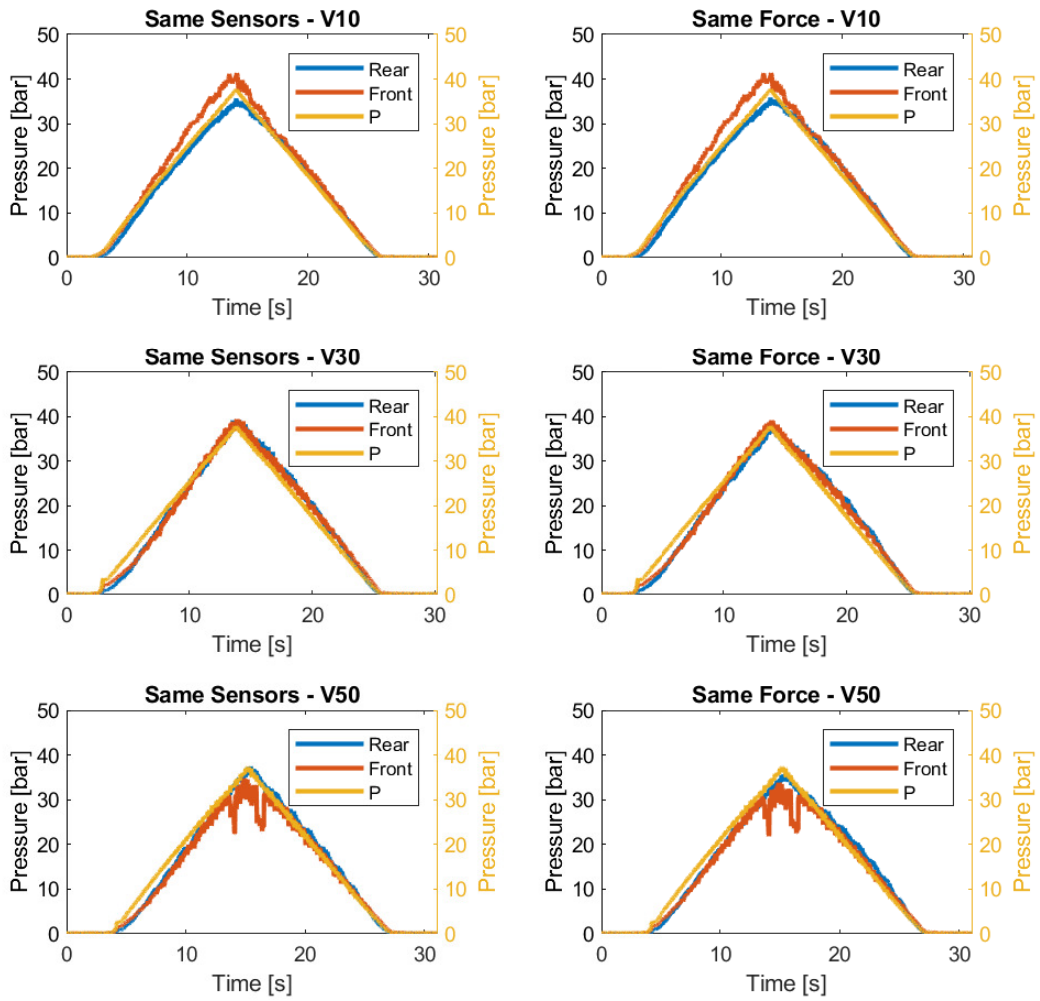 Same Sensors - V10
50
40
30
20
10
0
Pressure [bar]
0 10 20 30
Time [s]
50
40
30
20
10
0
Pressure [bar]
Rear
Front
P
Same Force - V10
50
40
30
20
10
0
Pressure [bar]
0 10 20 30
Time [s]
50
40
30
20
10
0
Pressure [bar]
Rear
Front
P
Same Sensors - V30
50
40
30
20
10
0
Pressure [bar]
0 10 20 30
Time [s]
50
40
30
20
10
0
Pressure [bar]
Rear
Front
P
Same Force - V30
50
40
30
20
10
0
Pressure [bar]
0 10 20 30
Time [s]
50
40
30
20
10
0
Pressure [bar]
Rear
Front
P
Same Sensors - V50
50
40
30
20
10
0
Pressure [bar]
0 10 20 30
Time [s]
50
40
30
20
10
0
Pressure [bar]
Rear
Front
P
Same Force - V50
50
40
30
20
10
0
Pressure [bar]
0 10 20 30
Time [s]
50
40
30
20
10
0
Pressure [bar]
Rear
Front
P